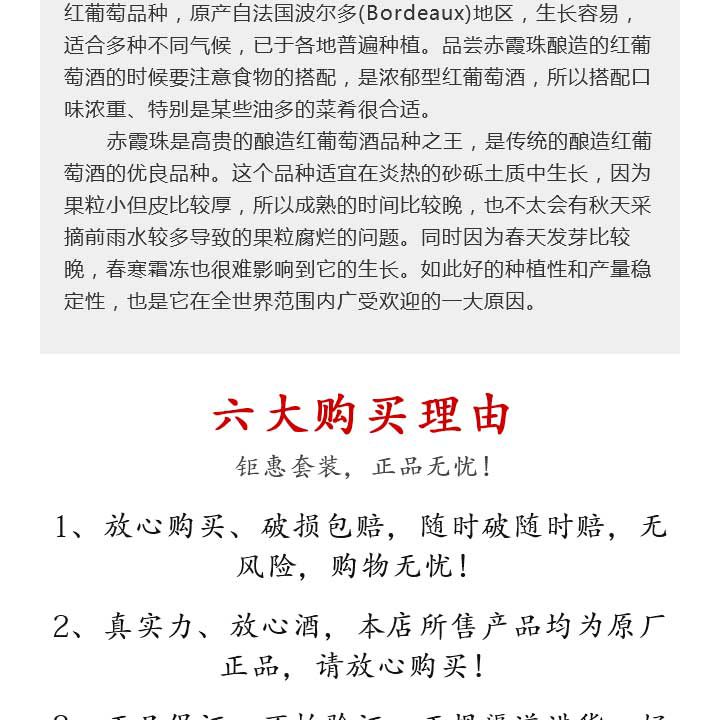 红葡萄品种，原产自法国波尔多(Bordeaux)地区，生长容易，
适合多种不同气候，已于各地普遍种植。品尝赤霞珠酿造的红葡
萄酒的时候要注意食物的搭配，是浓郁型红葡萄酒，所以搭配口
味浓重、特别是某些油多的菜肴很合适。
赤霞珠是高贵的酿造红葡萄酒品种之王，是传统的酿造红葡
萄酒的优良品种。这个品种适宜在炎热的砂砾土质中生长，因为
果粒小但皮比较厚，所以成熟的时间比较晚，也不太会有秋天采
摘前雨水较多导致的果粒腐烂的问题。同时因为春天发芽比较
晚，春寒霜冻也很难影响到它的生长。如此好的种植性和产量稳
定性，也是它在全世界范围内广受欢迎的一大原因。
六大购买理由
钜惠套装，正品无忧！
1、放心购买、破损包赔，随时破随时赔，无
风险，购物无忧！
2、真实力、放心酒，本店所售产品均为原厂
正品，请放心购买！